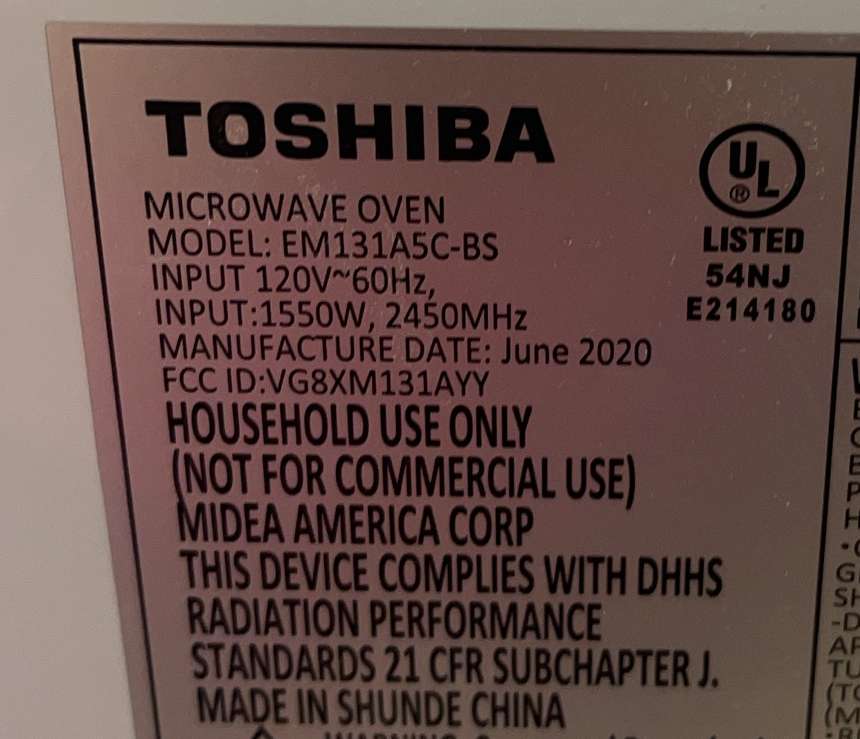 TOSHIBA
MICROWAVE OVEN
MODEL: EM131A5C-BS
INPUT 120V~60Hz,
INPUT:1550W, 2450MHz
MANUFACTURE DATE: June 2020
FCC ID:VG8XM131AYY
HOUSEHOLD USE ONLY
(NOT FOR COMMERCIAL USE)
MIDEA AMERICA CORP
THIS DEVICE COMPLIES WITH DHHS
RADIATION PERFORMANCE
STANDARDS 21 CFR SUBCHAPTER J.
MADE IN SHUNDE CHINA
UL
®
LISTED
54NJ
E214180